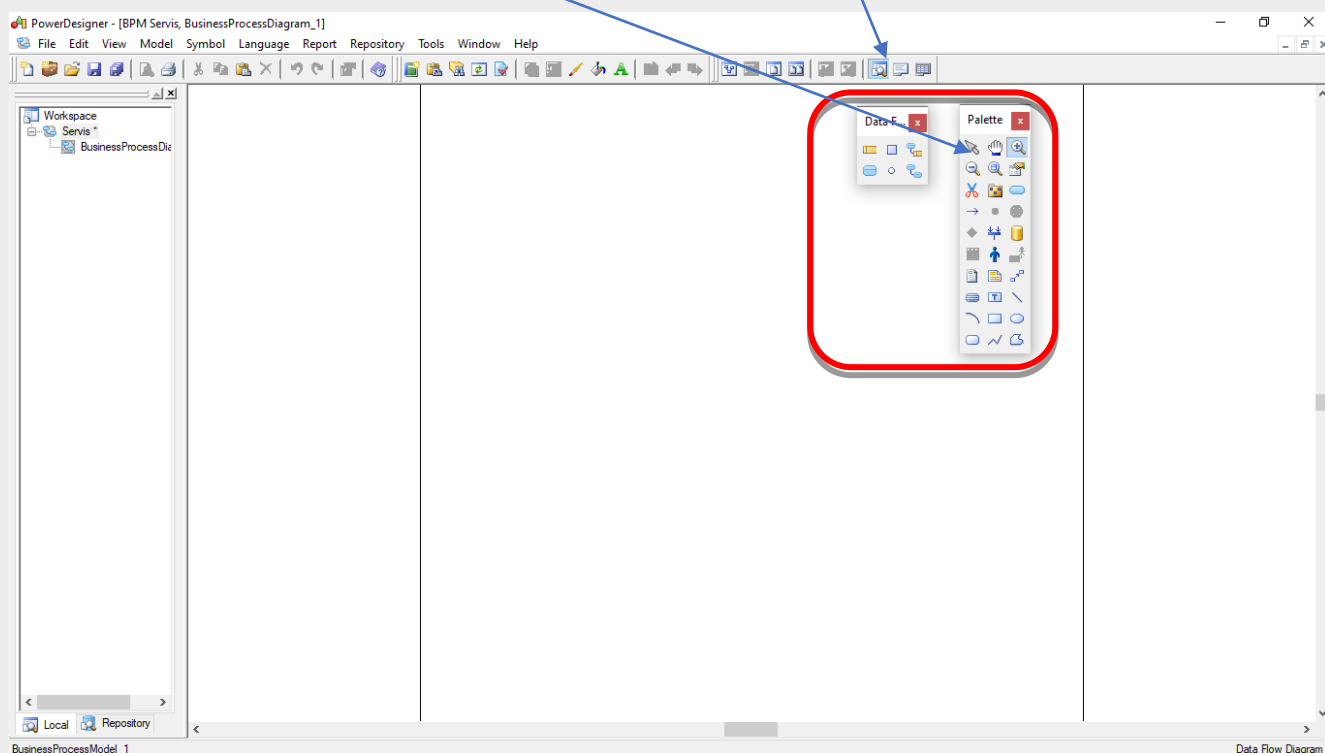 PowerDesigner - [BPM Servis, BusinessProcessDiagram_1]
File Edit View Model Symbol Language Report Repository Tools Window Help
Workspace
Servis *
BusinessProcessDia
Data F...
Palette
Local Repository
BusinessProcessModel_1
Data Flow Diagram